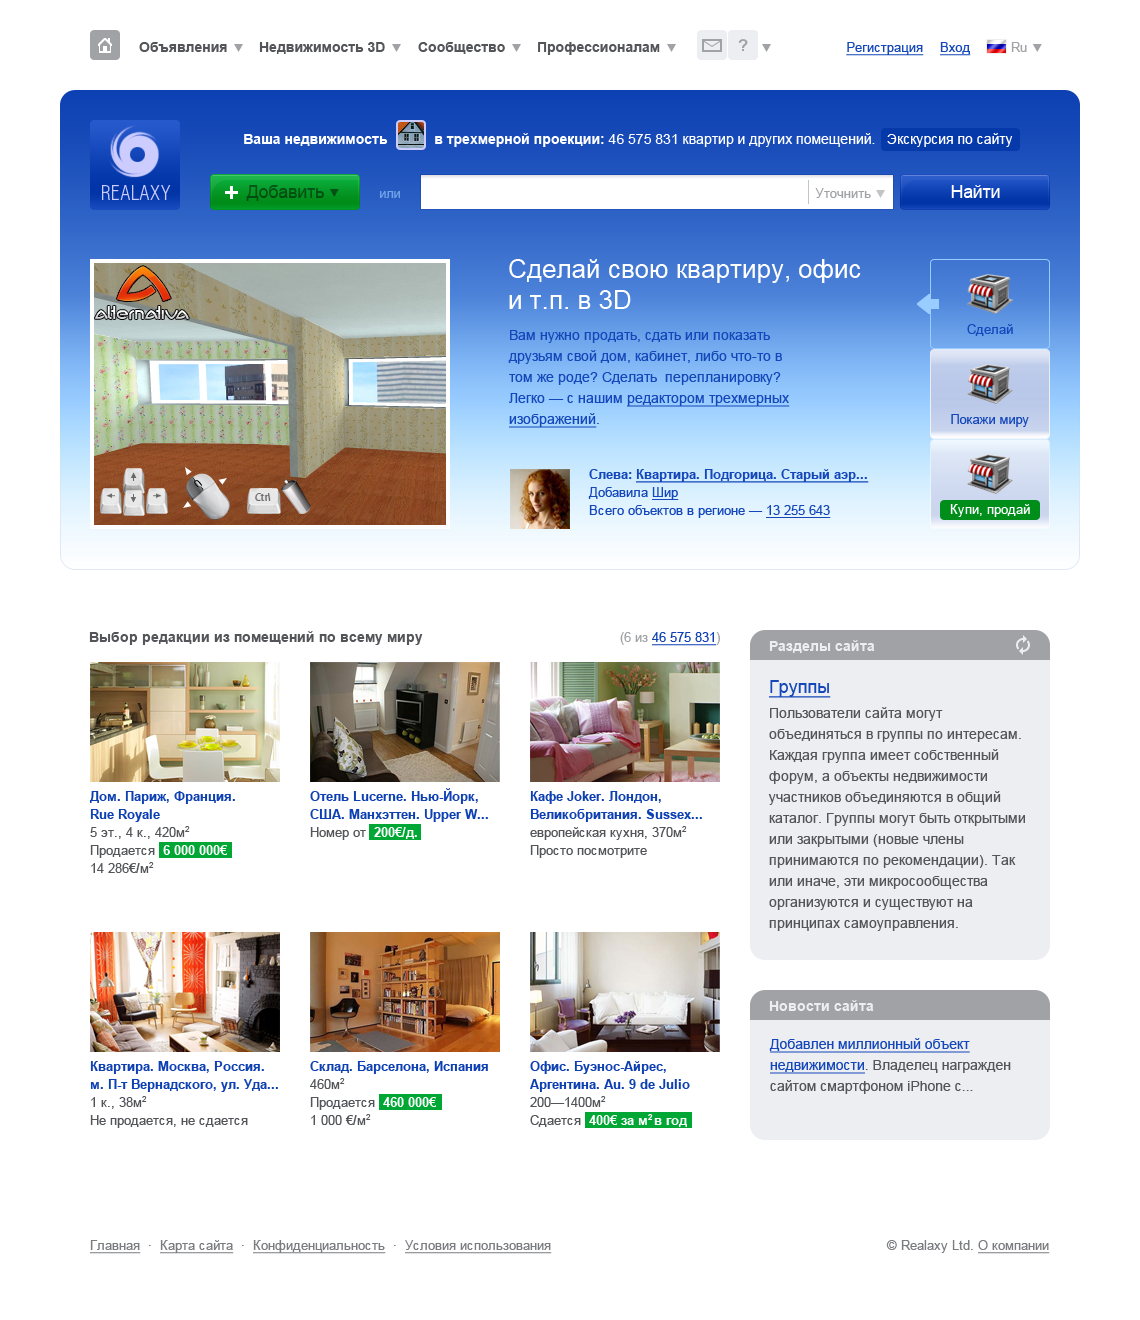 Объявления Недвижимость 3D Сообщество Профессионалам ? Регистрация Вход Ru
Ваша недвижимость в трехмерной проекции: 46 575 831 квартир и других помещений. Экскурсия по сайту
REALAXY
Добавить или Уточнить Найти
alternativa
Ctrl
Сделай свою квартиру, офис
и т.п. в 3D
Вам нужно продать, сдать или показать
друзьям свой дом, кабинет, либо что-то в
том же роде? Сделать перепланировку?
Легко — с нашим редактором трехмерных
изображений.
Слева: Квартира. Подгорица. Старый аэр...
Добавила Шир
Всего объектов в регионе — 13 255 643
Сделай
Покажи миру
Купи, продай
Выбор редакции из помещений по всему миру (6 из 46 575 831)
Дом. Париж, Франция.
Rue Royale
5 эт., 4 к., 420м²
Продается 6 000 000€
14 286€/м²
Отель Lucerne. Нью-Йорк,
США. Манхэттен. Upper W...
Номер от 200€/д.
Кафе Joker. Лондон,
Великобритания. Sussex...
европейская кухня, 370м²
Просто посмотрите
Квартира. Москва, Россия.
м. П-т Вернадского, ул. Уда...
1 к., 38м²
Не продается, не сдается
Склад. Барселона, Испания
460м²
Продается 460 000€
1 000 €/м²
Офис. Буэнос-Айрес,
Аргентина. Au. 9 de Julio
200—1400м²
Сдается 400€ за м² в год
Разделы сайта
Группы
Пользователи сайта могут
объединяться в группы по интересам.
Каждая группа имеет собственный
форум, а объекты недвижимости
участников объединяются в общий
каталог. Группы могут быть открытыми
или закрытыми (новые члены
принимаются по рекомендации). Так
или иначе, эти микросообщества
организуются и существуют на
принципах самоуправления.
Новости сайта
Добавлен миллионный объект
недвижимости. Владелец награжден
сайтом смартфоном iPhone с...
Главная · Карта сайта · Конфиденциальность · Условия использования © Realaxy Ltd. О компании